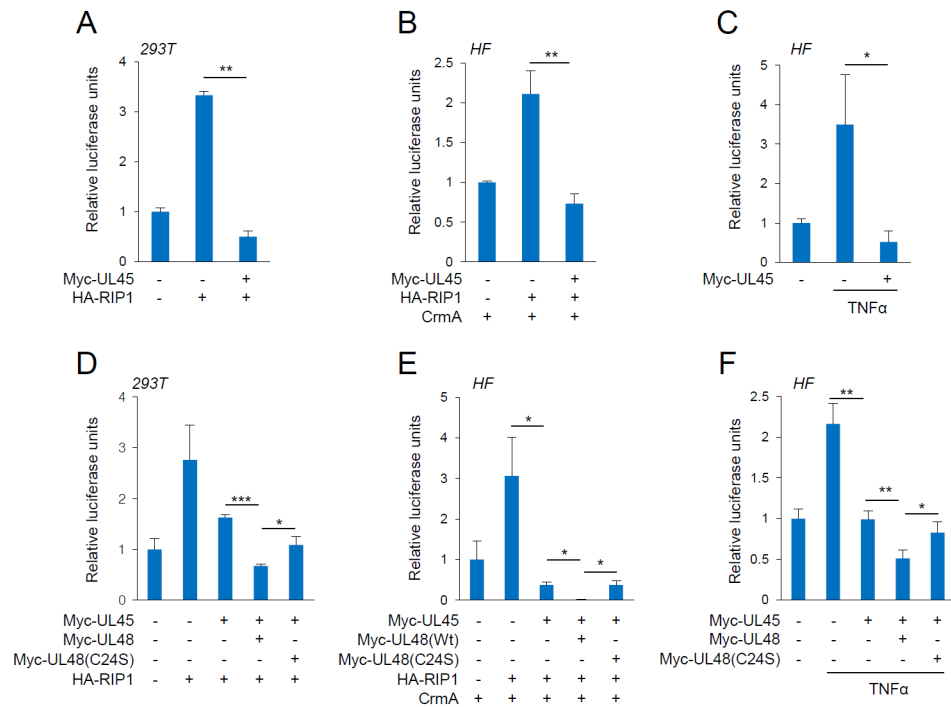 A
293T
Relative luciferase units
4
3
2
1
0
**
Myc-UL45 - - +
HA-RIP1 - + +
B
HF
Relative luciferase units
2.5
2
1.5
1
0.5
0
**
Myc-UL45 - - +
HA-RIP1 - + +
CrmA + + +
C
HF
Relative luciferase units
5
4
3
2
1
0
*
Myc-UL45 - - +
TNFα
D
293T
Relative luciferase units
4
3
2
1
0
***
*
Myc-UL45 - - + + +
Myc-UL48 - - - + -
Myc-UL48(C24S) - - - - +
HA-RIP1 - + + + +
E
HF
Relative luciferase units
5
4
3
2
1
0
*
*
*
Myc-UL45 - - + + +
Myc-UL48(Wt) - - - + -
Myc-UL48(C24S) - - - - +
HA-RIP1 - + + + +
CrmA + + + + +
F
HF
Relative luciferase units
2.5
2
1.5
1
0.5
0
**
**
*
Myc-UL45 - - + + +
Myc-UL48 - - - + -
Myc-UL48(C24S) - - - - +
TNFα